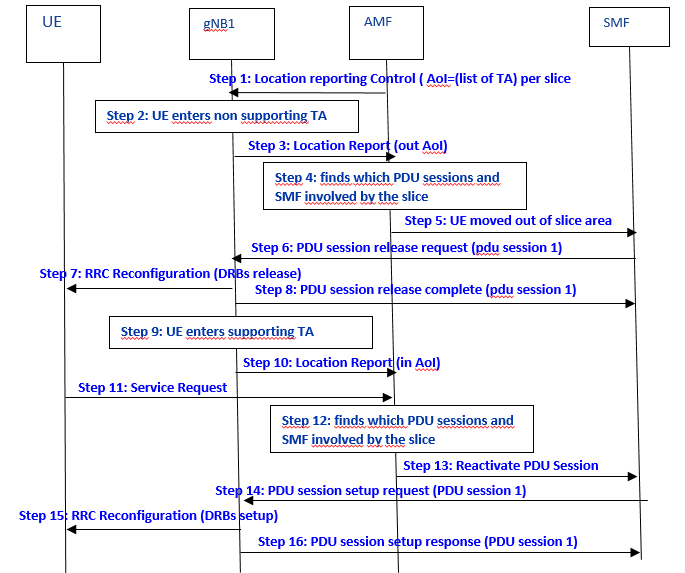 UE
gNB1
AMF
SMF
Step 1: Location reporting Control ( AoI=(list of TA) per slice
Step 2: UE enters non supporting TA
Step 3: Location Report (out AoI)
Step 4: finds which PDU sessions and
SMF involved by the slice
Step 5: UE moved out of slice area
Step 6: PDU session release request (pdu session 1)
Step 7: RRC Reconfiguration (DRBs release)
Step 8: PDU session release complete (pdu session 1)
Step 9: UE enters supporting TA
Step 10: Location Report (in AoI)
Step 11: Service Request
Step 12: finds which PDU sessions and
SMF involved by the slice
Step 13: Reactivate PDU Session
Step 14: PDU session setup request (PDU session 1)
Step 15: RRC Reconfiguration (DRBs setup)
Step 16: PDU session setup response (PDU session 1)